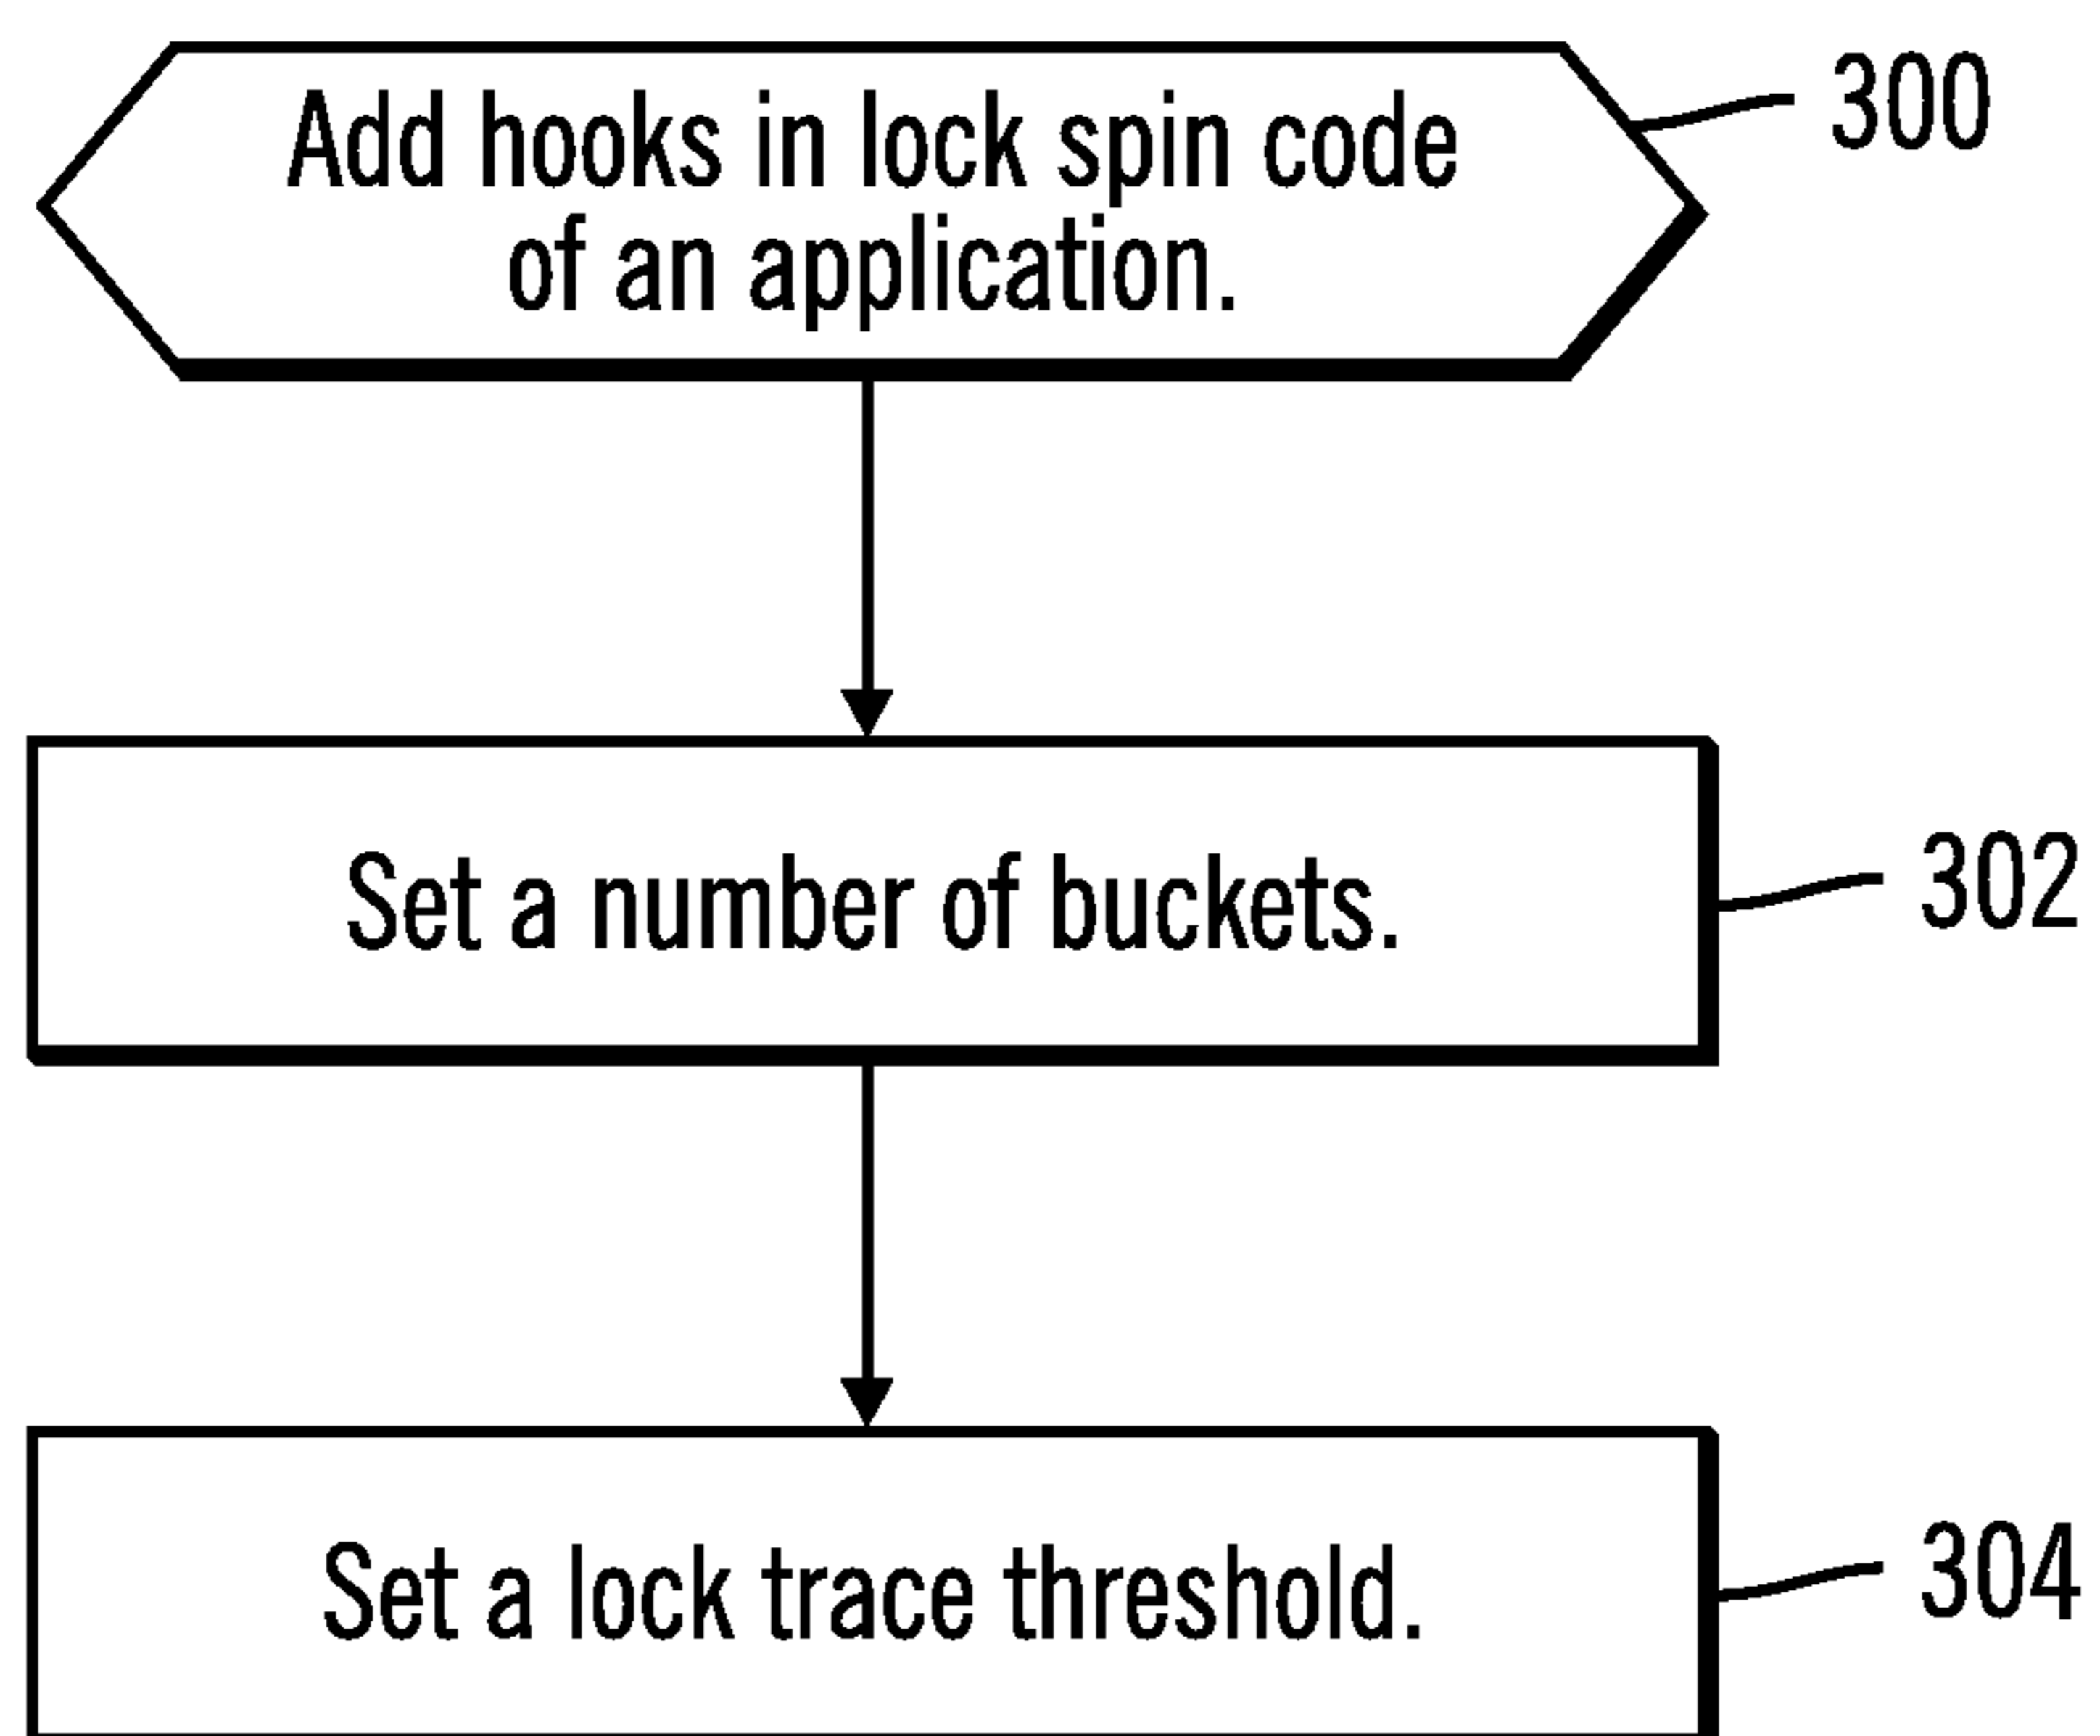 Add hooks in lock spin code
of an application.
300
Set a number of buckets.
302
Set a lock trace threshold.
304